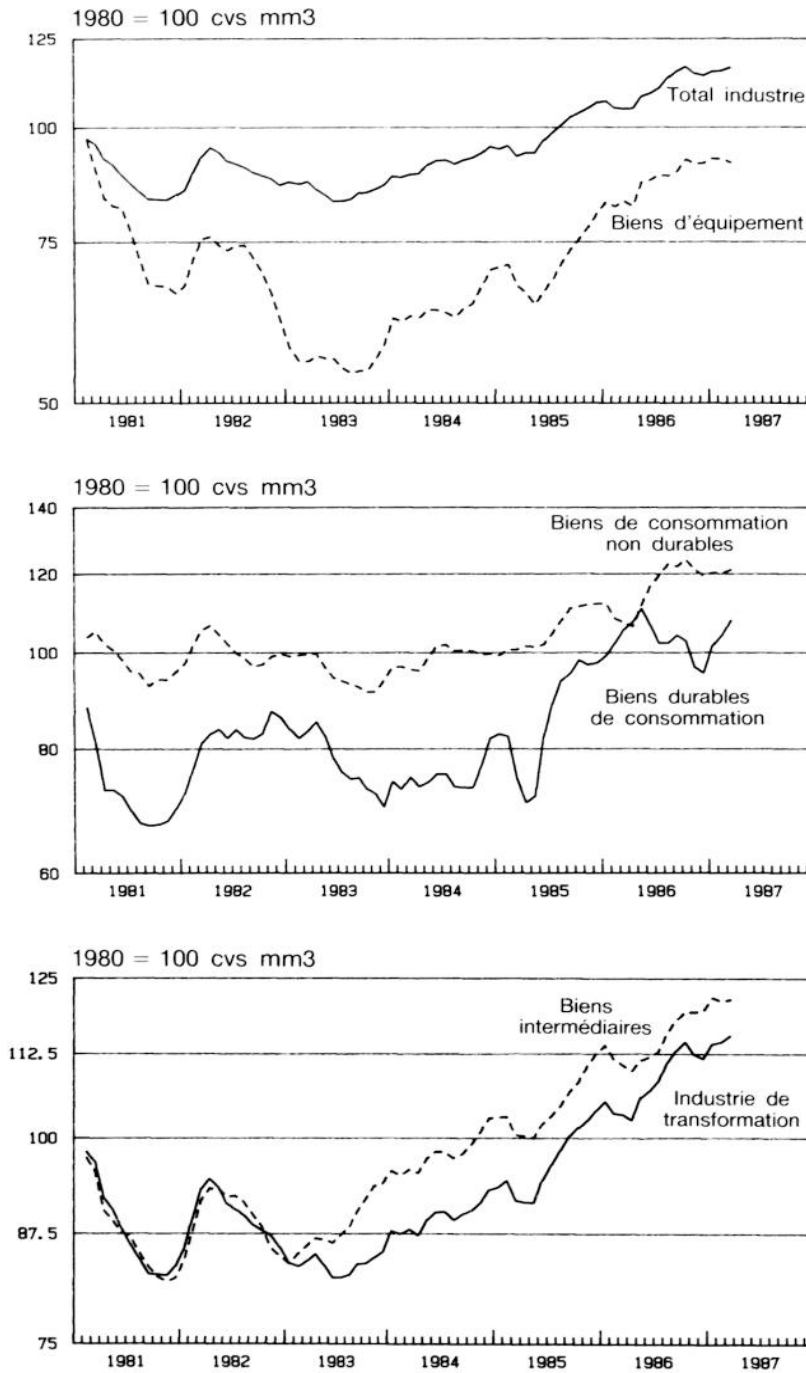 1980 = 100 cvs mm3
125
Total industrie
100
Biens d'équipement
75
50
1981 1982 1983 1984 1985 1986 1987
1980 = 100 cvs mm3
140
Biens de consommation
non durables
120
100
Biens durables
de consommation
80
60
1981 1982 1983 1984 1985 1986 1987
1980 = 100 cvs mm3
125
Biens
intermédiaires
112.5
Industrie de
transformation
100
87.5
75
1981 1982 1983 1984 1985 1986 1987